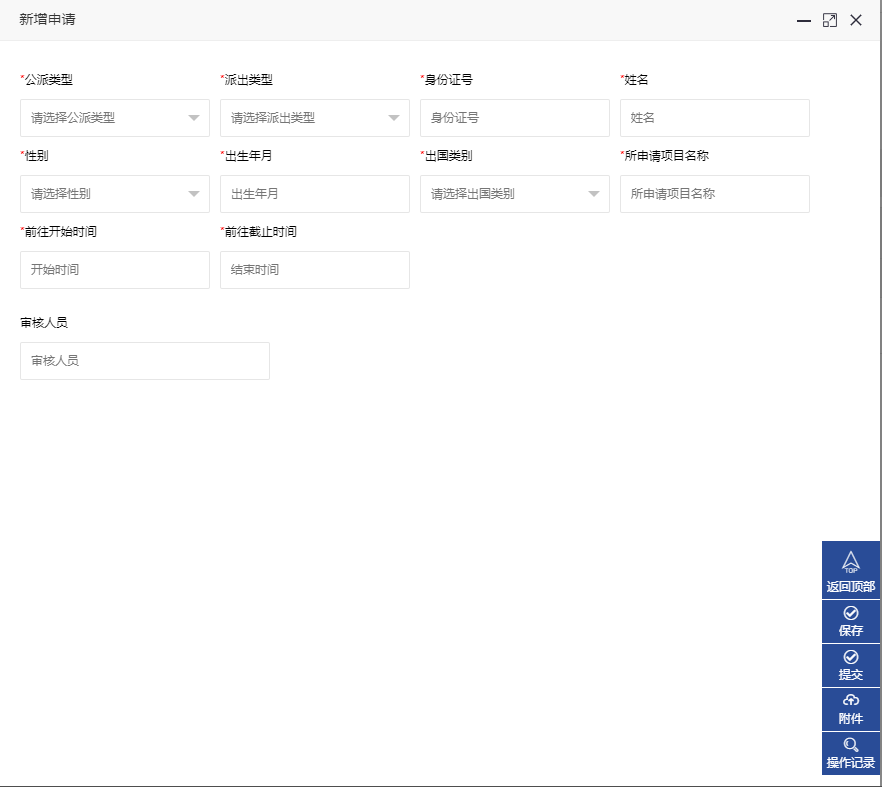 新增申请
*公派类型 *派出类型 *身份证号 *姓名
请选择公派类型 请选择派出类型 身份证号 姓名
*性别 *出生年月 *出国类别 *所申请项目名称
请选择性别 出生年月 请选择出国类别 所申请项目名称
*前往开始时间 *前往截止时间
开始时间 结束时间
审核人员
审核人员
TOP
返回顶部
保存
提交
附件
操作记录